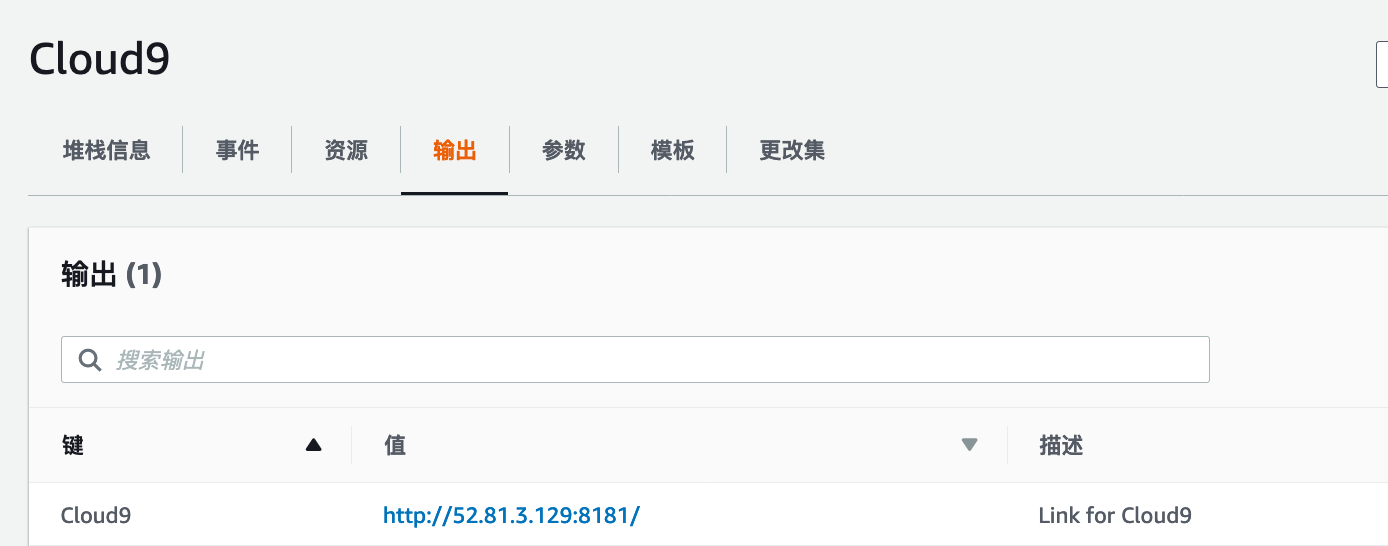 Cloud9
堆栈信息 事件 资源 输出 参数 模板 更改集
输出 (1)
搜索输出
键 值 描述
Cloud9 http://52.81.3.129:8181/ Link for Cloud9